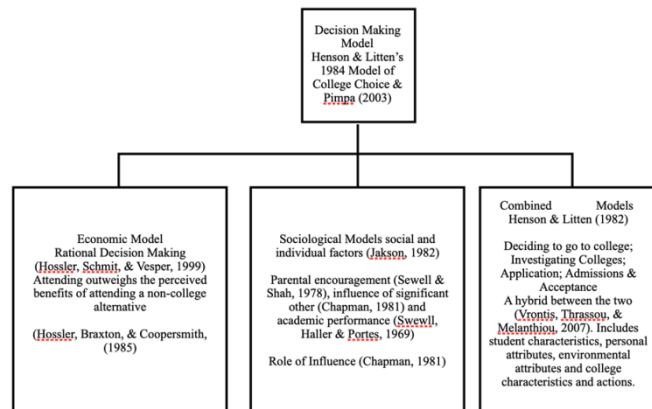 Decision Making
Model
Henson & Litten's
1984 Model of
College Choice &
Pimpa (2003)
Economic Model
Rational Decision Making
(Hossler, Schmit, & Vesper, 1999)
Attending outweighs the perceived
benefits of attending a non-college
alternative
(Hossler, Braxton, & Coopersmith,
(1985)
Sociological Models social and
individual factors (Jakson, 1982)
Parental encouragement (Sewell &
Shah, 1978), influence of significant
other (Chapman, 1981) and
academic performance (Swewll,
Haller & Portes, 1969)
Role of Influence (Chapman, 1981)
Combined Models
Henson & Litten (1982)
Deciding to go to college;
Investigating Colleges;
Application; Admissions &
Acceptance
A hybrid between the two
(Vrontis, Thrassou, &
Melanthiou, 2007). Includes
student characteristics, personal
attributes, environmental
attributes and college
characteristics and actions.